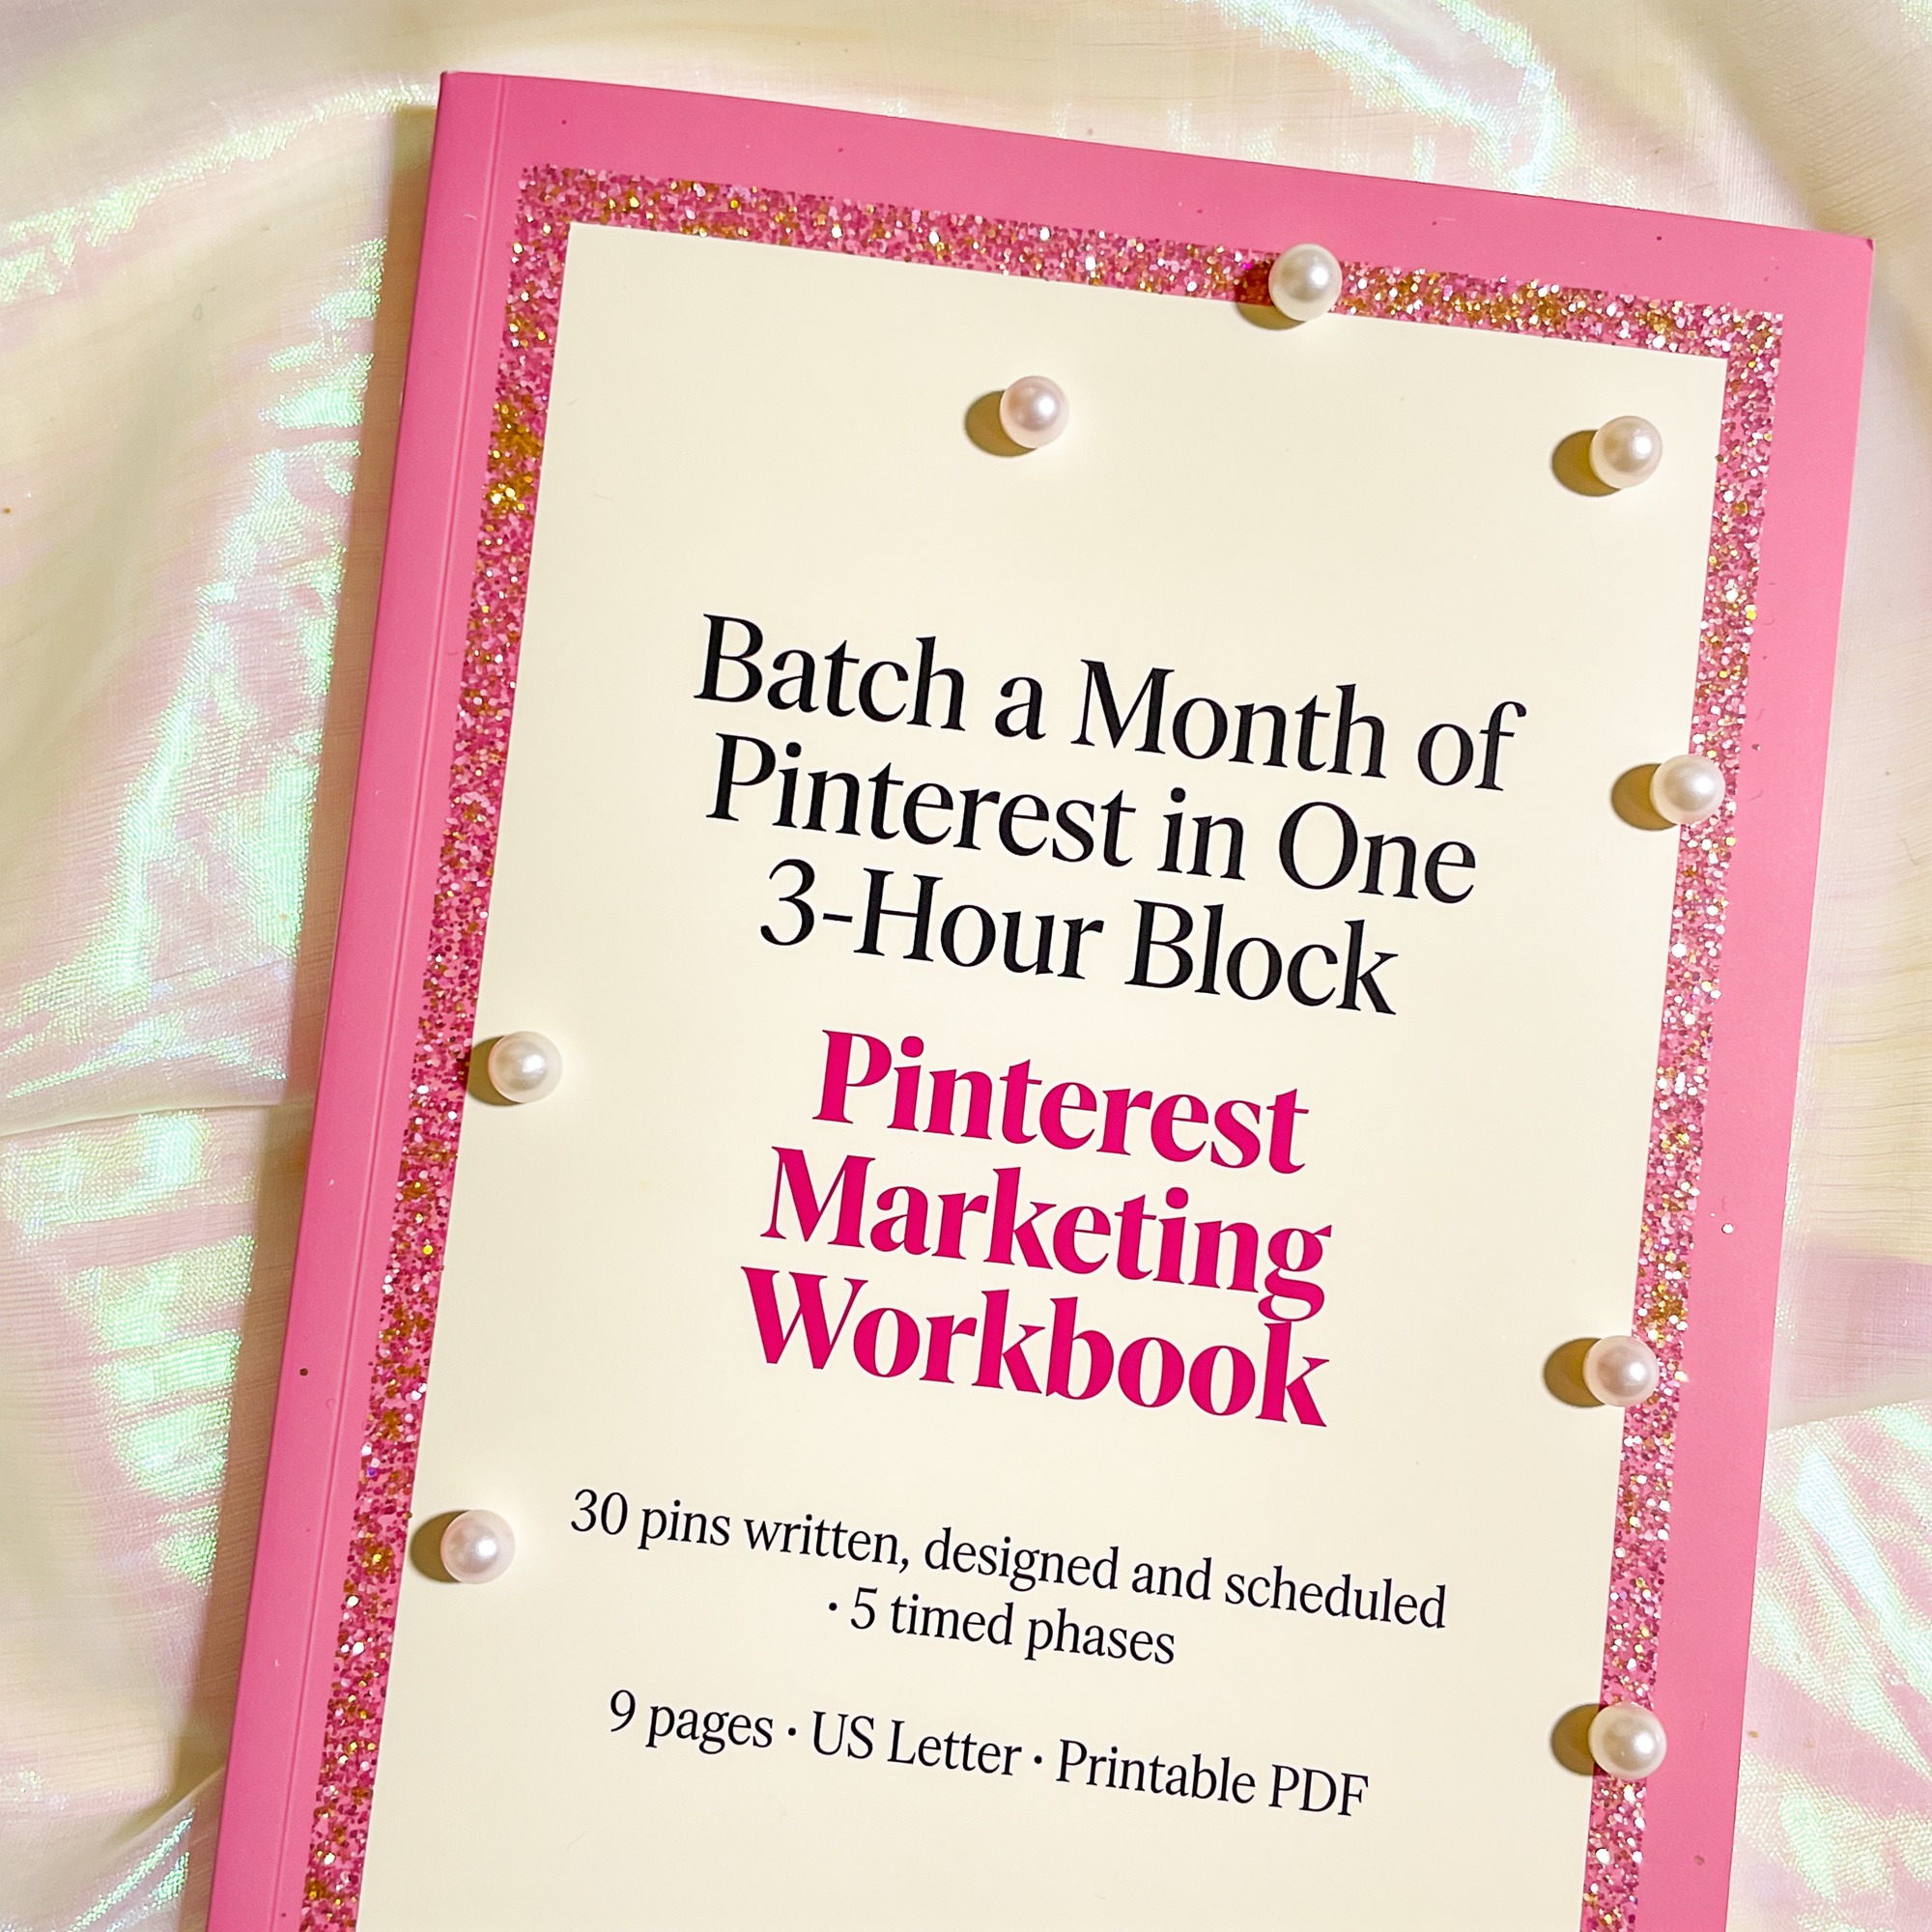 Batch a Month of
Pinterest in One
3-Hour Block
Pinterest
Marketing
Workbook
30 pins written, designed and scheduled
· 5 timed phases
9 pages · US Letter · Printable PDF